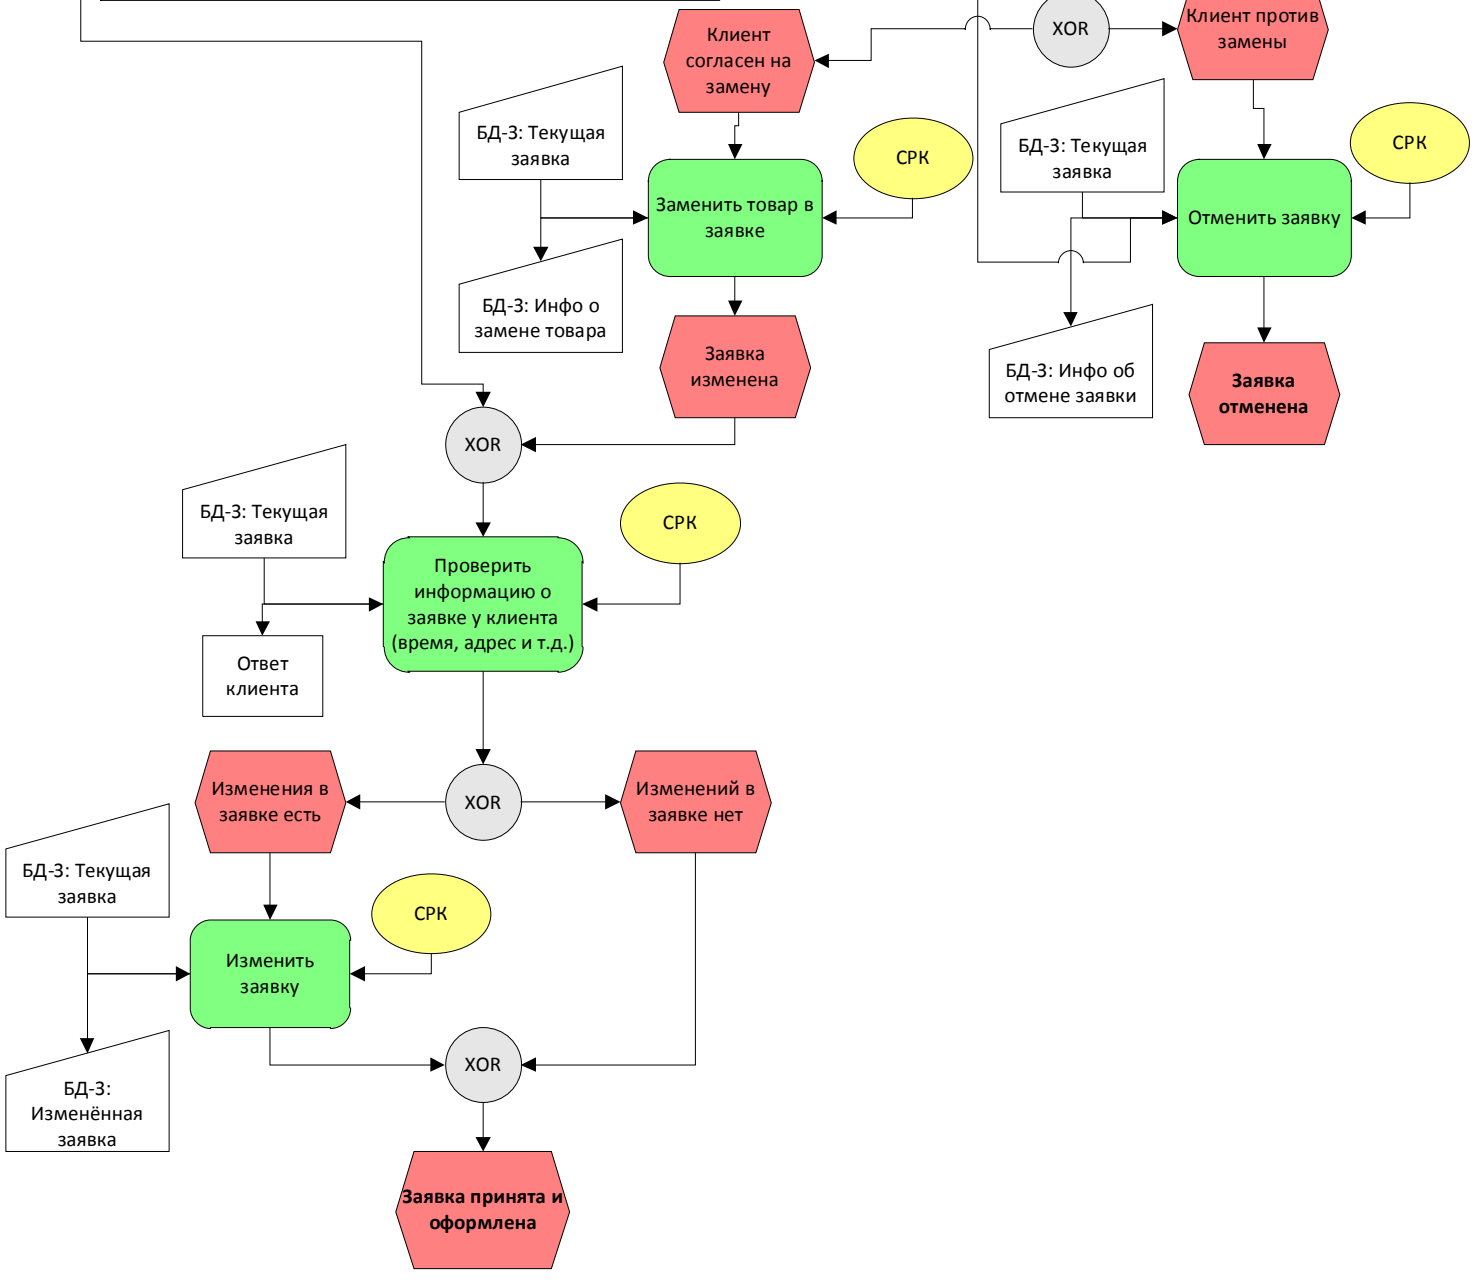 Клиент
согласен на
замену
XOR
Клиент против
замены
БД-3: Текущая
заявка
СРК
БД-3: Текущая
заявка
СРК
Заменить товар в
заявке
Отменить заявку
БД-3: Инфо о
замене товара
Заявка
изменена
БД-3: Инфо об
отмене заявки
Заявка
отменена
XOR
БД-3: Текущая
заявка
СРК
Проверить
информацию о
заявке у клиента
(время, адрес и т.д.)
Ответ
клиента
Изменения в
заявке есть
XOR
Изменений в
заявке нет
БД-3: Текущая
заявка
СРК
Изменить
заявку
XOR
БД-3:
Изменённая
заявка
Заявка принята и
оформлена